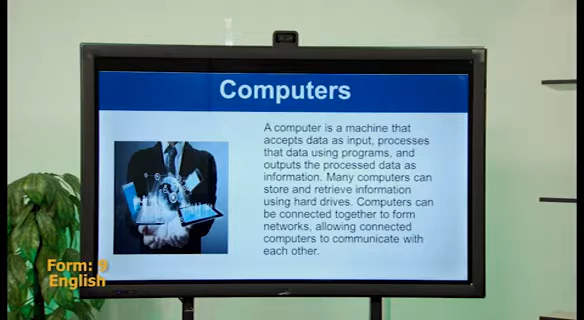 Computers
A computer is a machine that
accepts data as input, processes
that data using programs, and
outputs the processed data as
information. Many computers can
store and retrieve information
using hard drives. Computers can
be connected together to form
networks, allowing connected
computers to communicate with
each other.
Form: 9
English